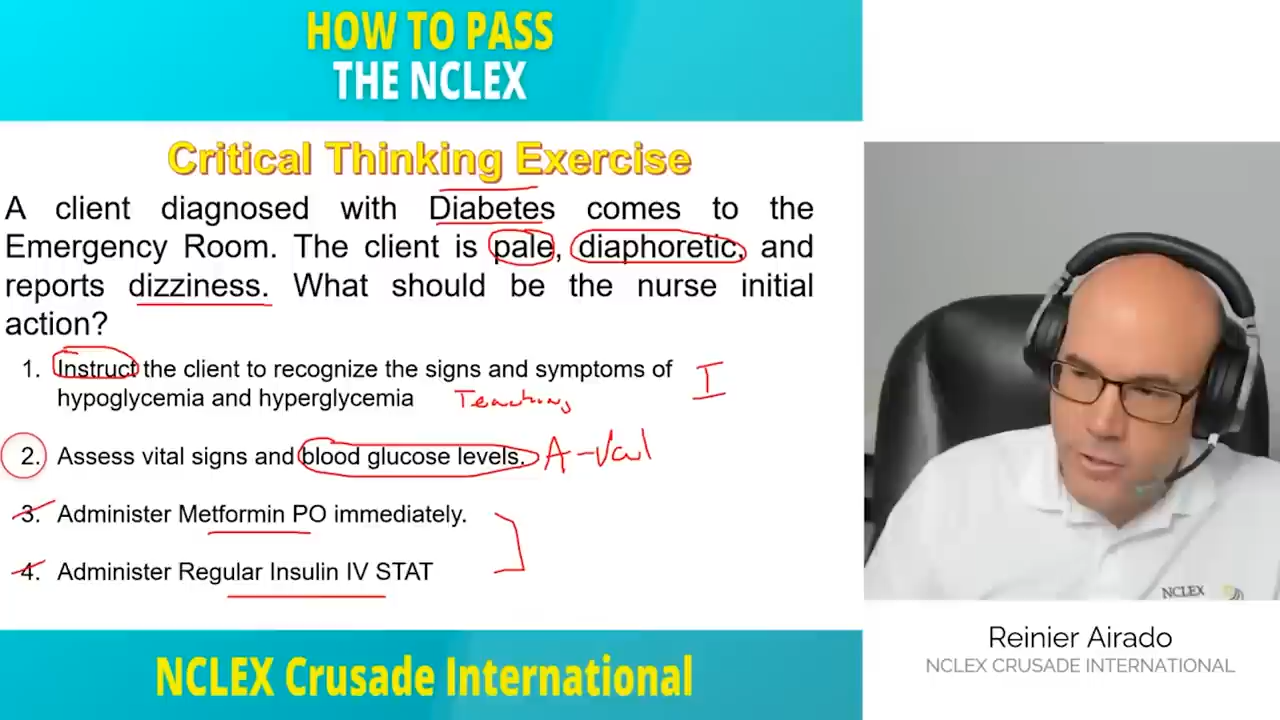 HOW TO PASS
THE NCLEX
Critical Thinking Exercise
A client diagnosed with Diabetes comes to the
Emergency Room. The client is pale, diaphoretic, and
reports dizziness. What should be the nurse initial
action?
1. Instruct the client to recognize the signs and symptoms of
hypoglycemia and hyperglycemia
Teaching
I
2. Assess vital signs and blood glucose levels.
A-Val
3. Administer Metformin PO immediately.
4. Administer Regular Insulin IV STAT
NCLEX Crusade International
NCLEX
Reinier Airado
NCLEX CRUSADE INTERNATIONAL